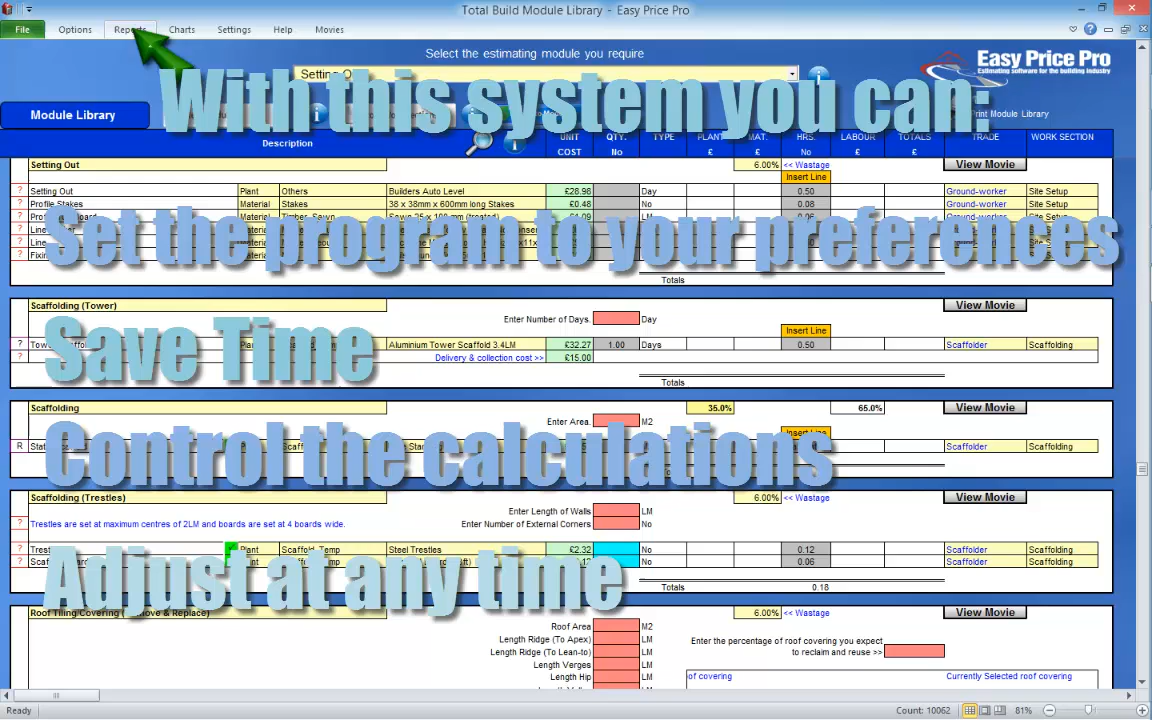 Total Build Module Library - Easy Price Pro
File Options Reports Charts Settings Help Movies
Select the estimating module you require
Easy Price Pro
Estimating software for the building industry
With this system you can:
Print Module Library
Module Library
Description UNIT COST QTY. No TYPE PLANT £ MAT. £ HRS. No LABOUR £ TOTALS £ TRADE WORK SECTION
Setting Out 6.00% << Wastage View Movie
Insert Line
? Setting Out Plant Others Builders Auto Level £28.98 Day 0.50 Ground-worker Site Setup
? Profile Stakes Material Stakes 38 x 38mm x 600mm long Stakes £0.48 No 0.08 Ground-worker Site Setup
Set the program to your preferences
Totals
Scaffolding (Tower) View Movie
Enter Number of Days. Day
Insert Line
Aluminium Tower Scaffold 3.4LM £32.27 1.00 Days 0.50 Scaffolder Scaffolding
? Delivery & collection cost >> £15.00
Save Time
Totals
Scaffolding 35.0% 65.0% View Movie
Enter Area. M2
Insert Line
Scaffolder Scaffolding
Control the calculations
Scaffolding (Trestles) 6.00% << Wastage View Movie
Enter Length of Walls LM
? Trestles are set at maximum centres of 2LM and boards are set at 4 boards wide. Enter Number of External Corners No
? Plant Scaffold, Temp Steel Trestles £2.32 No 0.12 Scaffolder Scaffolding
? No 0.06 Scaffolder Scaffolding
Adjust at any time
Totals 0.18
6.00% << Wastage View Movie
Roof Area M2
Length Ridge (To Apex) LM Enter the percentage of roof covering you expect
Length Ridge (To Lean-to) LM to reclaim and reuse >>
Length Verges LM
Length Hip LM of covering Currently Selected roof covering
Ready Count: 10062 81%